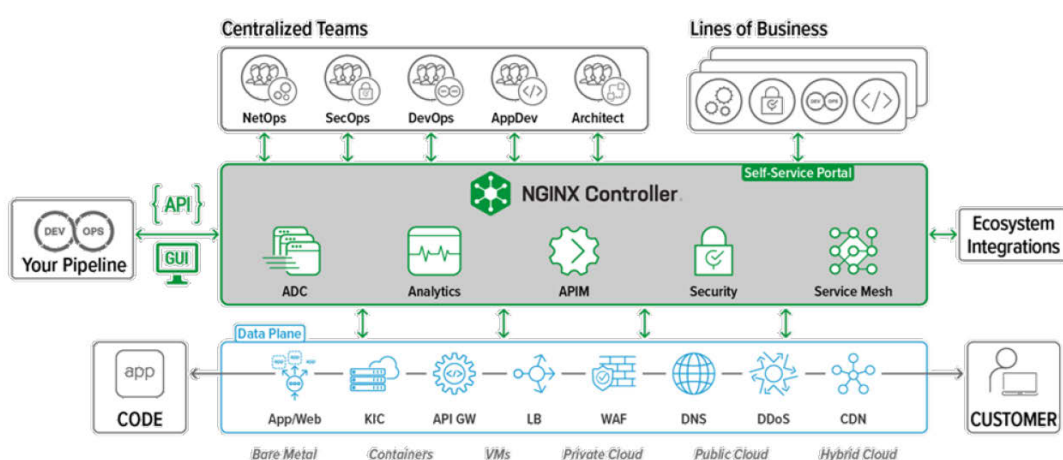 Centralized Teams
Lines of Business
NetOps
SecOps
DevOps
AppDev
Architect
DEV OPS
Self-Service Portal
NGINX Controller
{API}
GUI
DEV OPS
Your Pipeline
Ecosystem
Integrations
ADC
Analytics
APIM
Security
Service Mesh
Data Plane
app
CODE
App/Web
KIC
API GW
LB
WAF
DNS
DDoS
CDN
CUSTOMER
Bare Metal
Containers
VMs
Private Cloud
Public Cloud
Hybrid Cloud